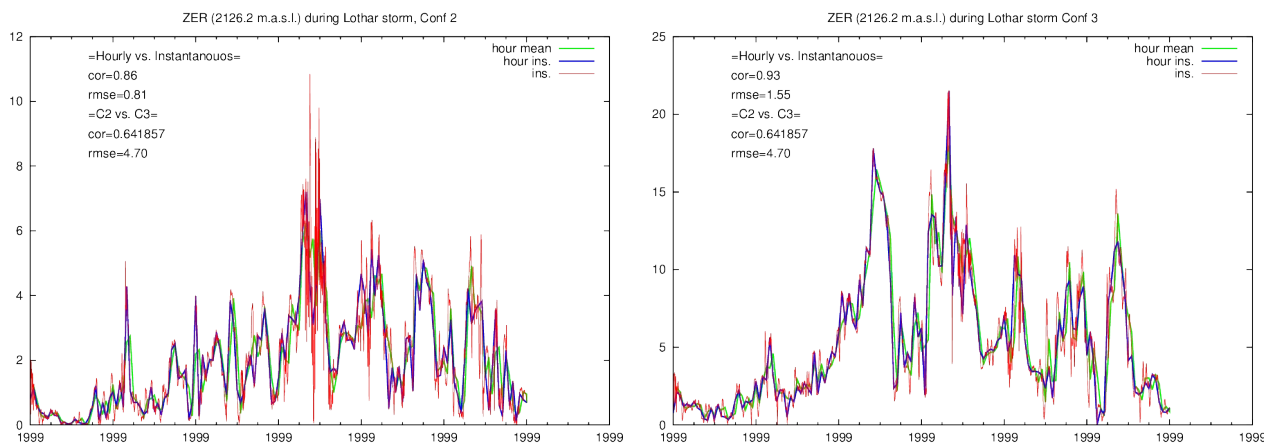 ZER (2126.2 m.a.s.l.) during Lothar storm, Conf 2
12
10
8
6
4
2
0
=Hourly vs. Instantanouos=
cor=0.86
rmse=0.81
=C2 vs. C3=
cor=0.641857
rmse=4.70
hour mean
hour ins.
ins.
1999 1999 1999 1999 1999 1999 1999 1999
ZER (2126.2 m.a.s.l.) during Lothar storm Conf 3
25
20
15
10
5
0
=Hourly vs. Instantanouos=
cor=0.93
rmse=1.55
=C2 vs. C3=
cor=0.641857
rmse=4.70
hour mean
hour ins.
ins.
1999 1999 1999 1999 1999 1999 1999 1999